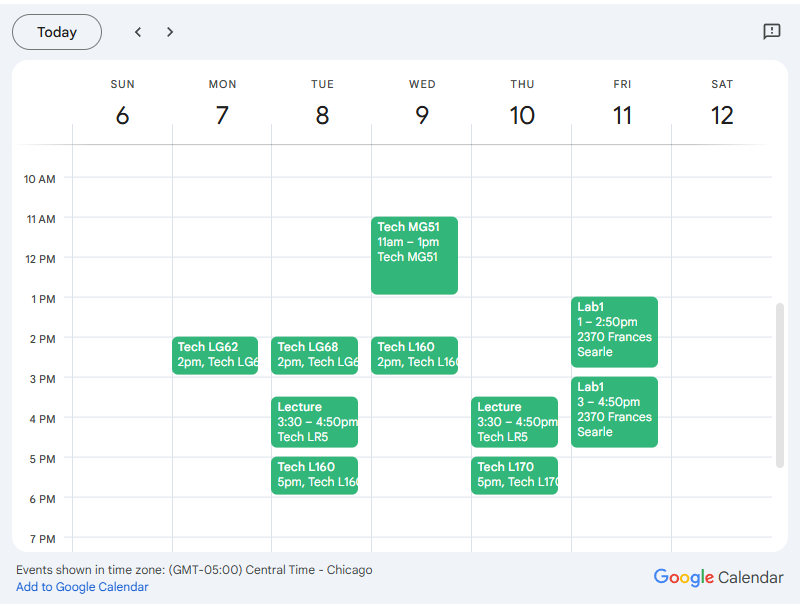 Today
SUN MON TUE WED THU FRI SAT
6 7 8 9 10 11 12
10 AM
11 AM
Tech MG51
11am – 1pm
Tech MG51
12 PM
1 PM
Lab1
1 – 2:50pm
2370 Frances
Searle
2 PM
Tech LG62
2pm, Tech LG6
Tech LG68
2pm, Tech LG6
Tech L160
2pm, Tech L160
3 PM
Lab1
3 – 4:50pm
2370 Frances
Searle
Lecture
3:30 – 4:50pm
Tech LR5
Lecture
3:30 – 4:50pm
Tech LR5
4 PM
5 PM
Tech L160
5pm, Tech L160
Tech L170
5pm, Tech L170
6 PM
7 PM
Events shown in time zone: (GMT-05:00) Central Time - Chicago
Add to Google Calendar
Google Calendar